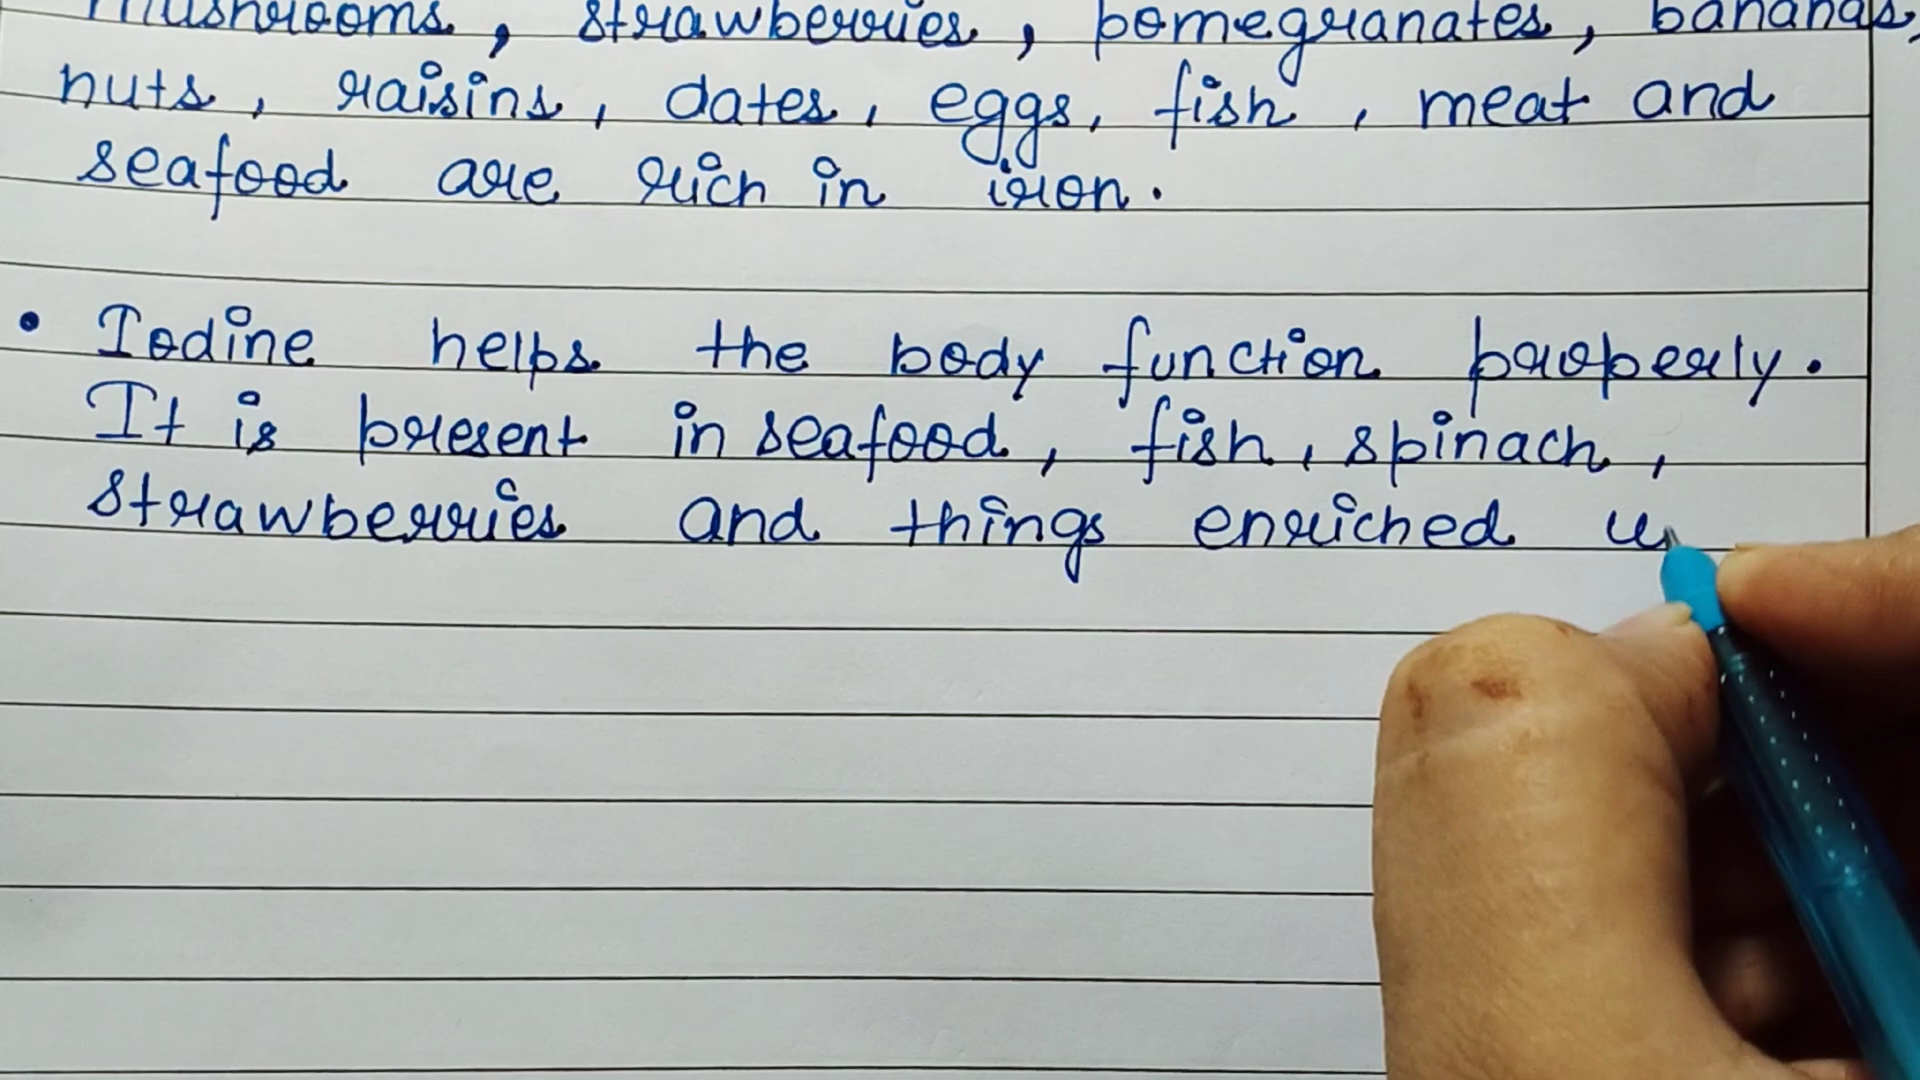 mushrooms, strawberries, pomegranates, bananas,
nuts, raisins, dates, eggs, fish, meat and
seafood are rich in iron.
• Iodine helps the body function properly.
It is present in seafood, fish, spinach,
strawberries and things enriched